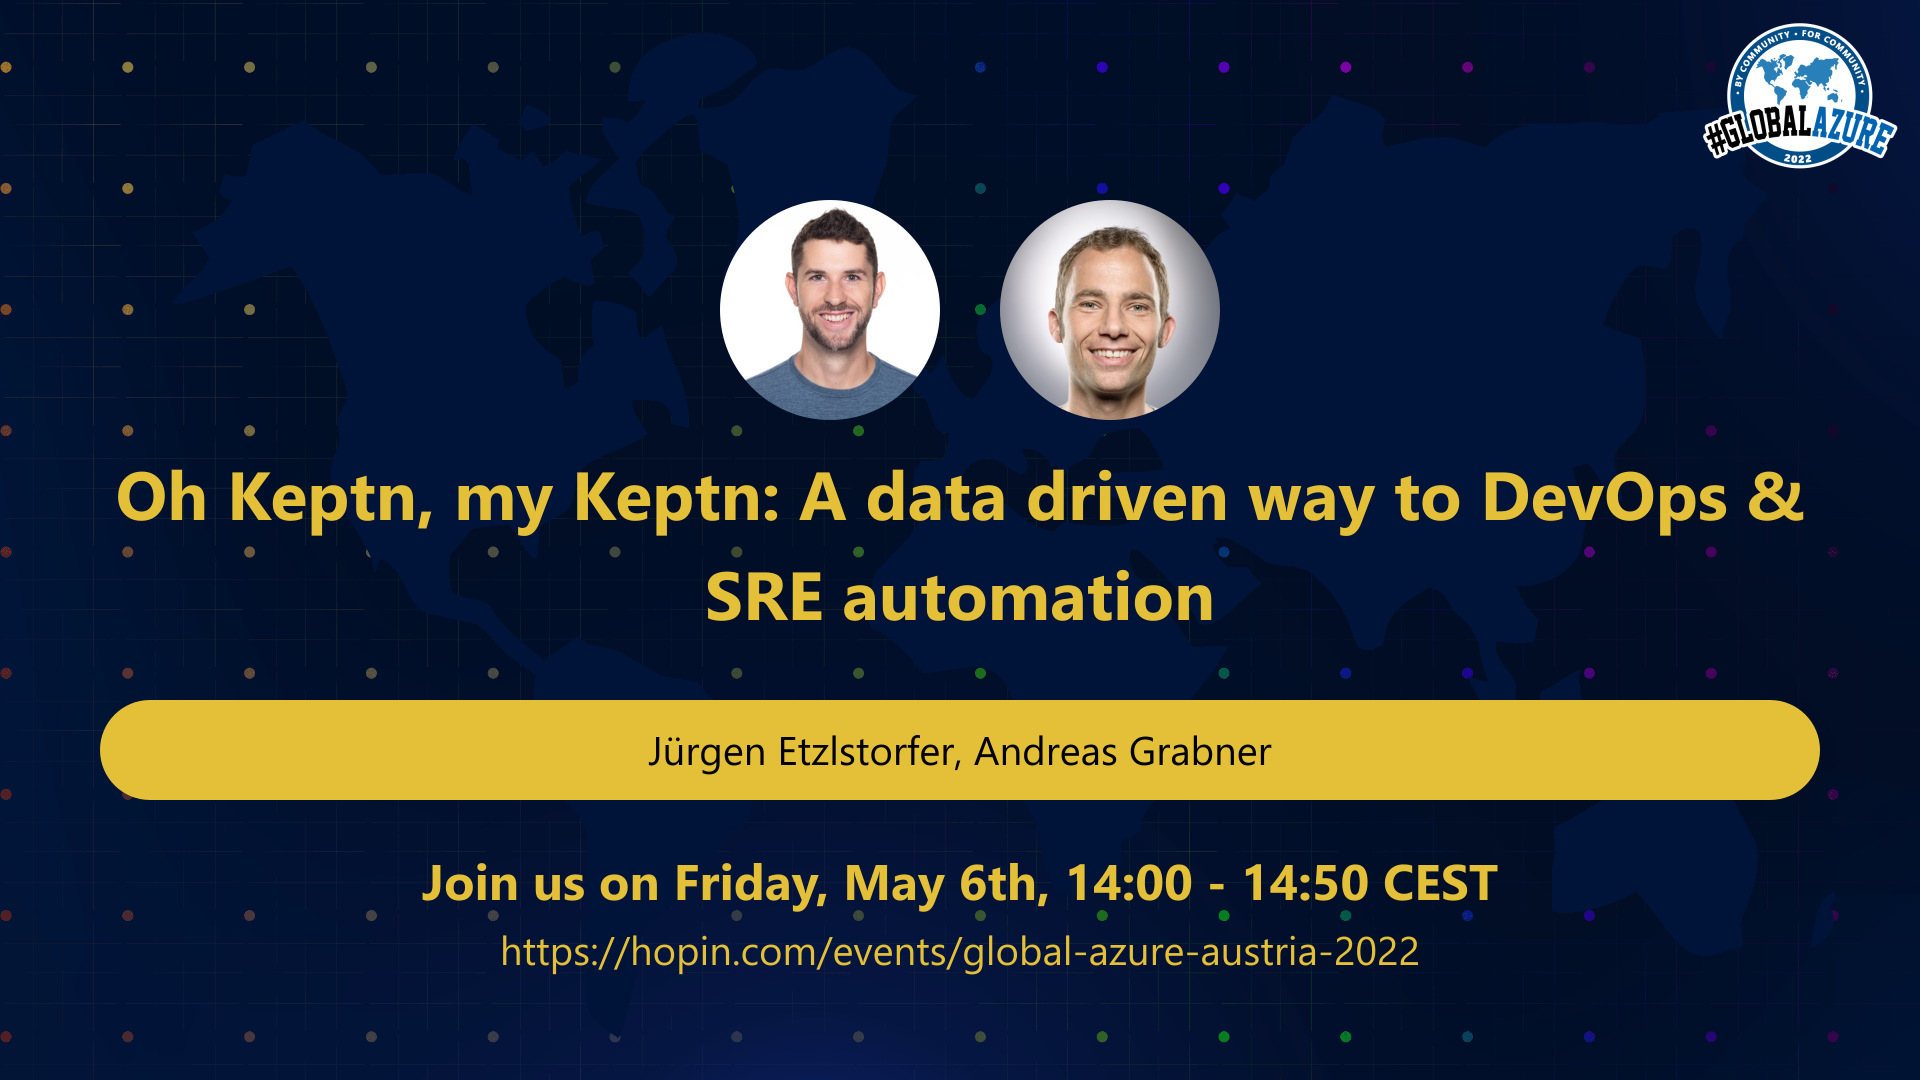 • BY COMMUNITY • FOR COMMUNITY •
#GLOBALAZURE
2022
Oh Keptn, my Keptn: A data driven way to DevOps &
SRE automation
Jürgen Etzlstorfer, Andreas Grabner
Join us on Friday, May 6th, 14:00 - 14:50 CEST
https://hopin.com/events/global-azure-austria-2022